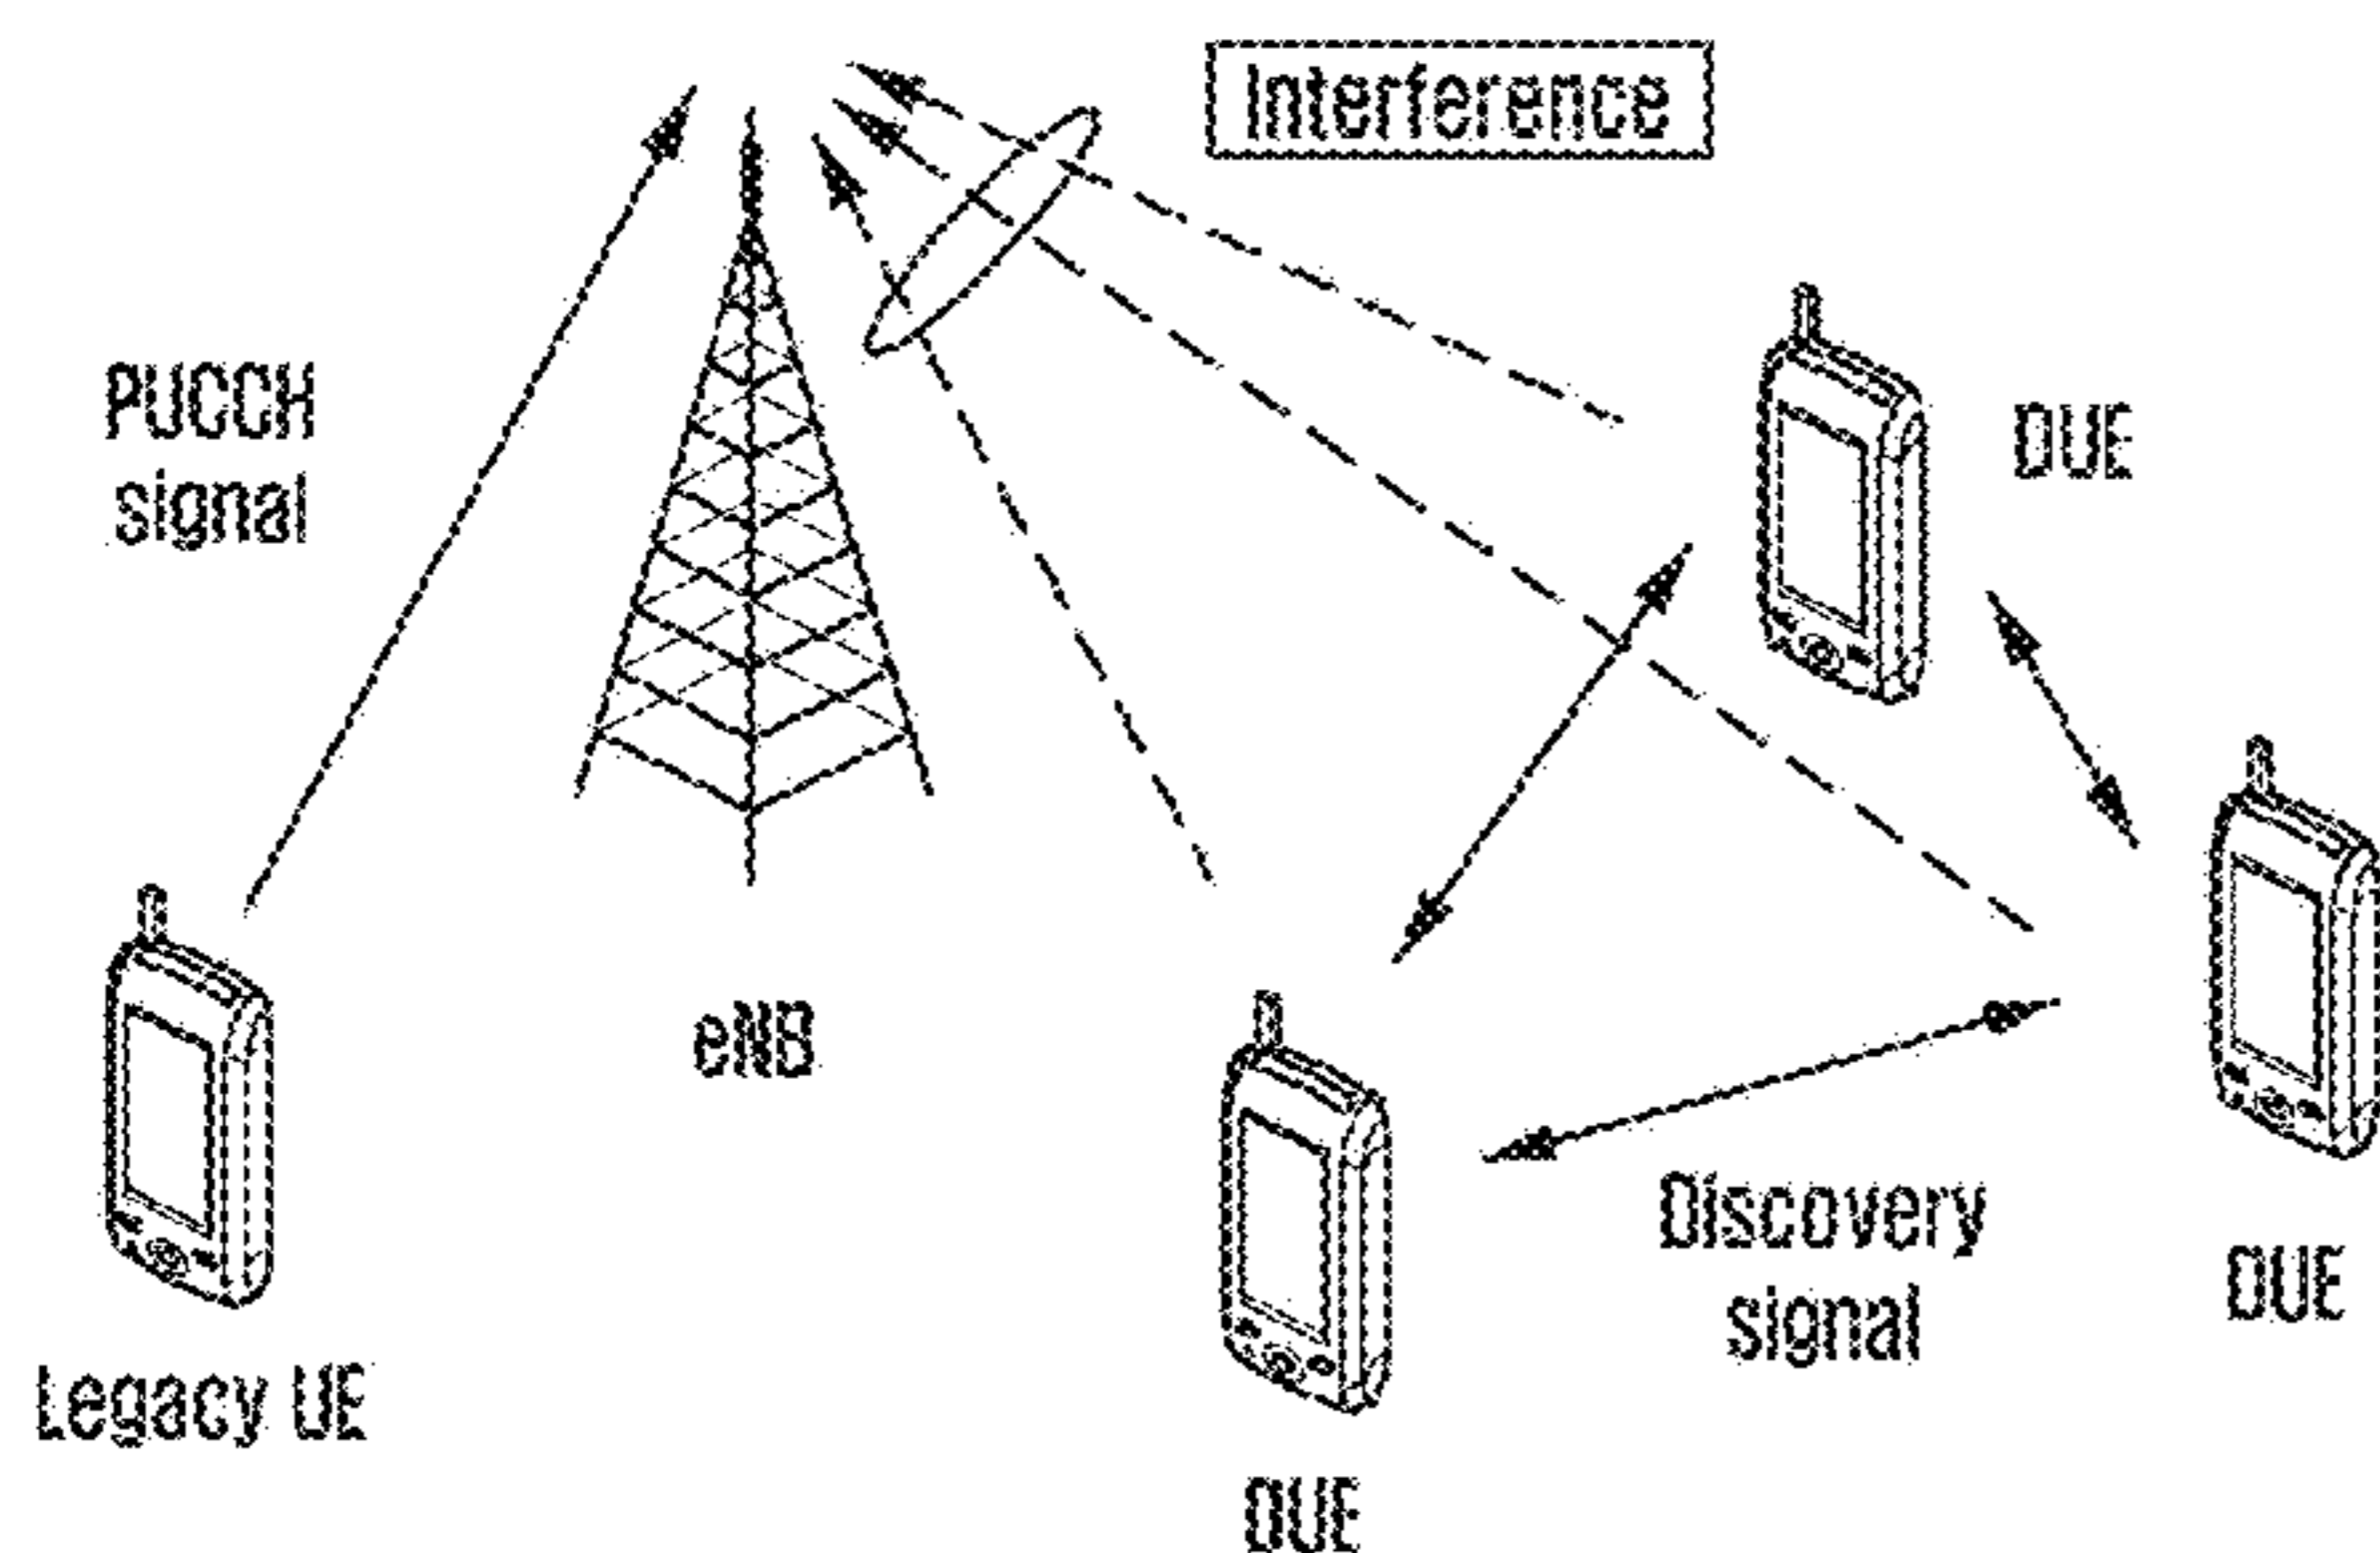 Interference
PUCCH
signal
DUE
eNB
Discovery
signal
DUE
Legacy UE
DUE